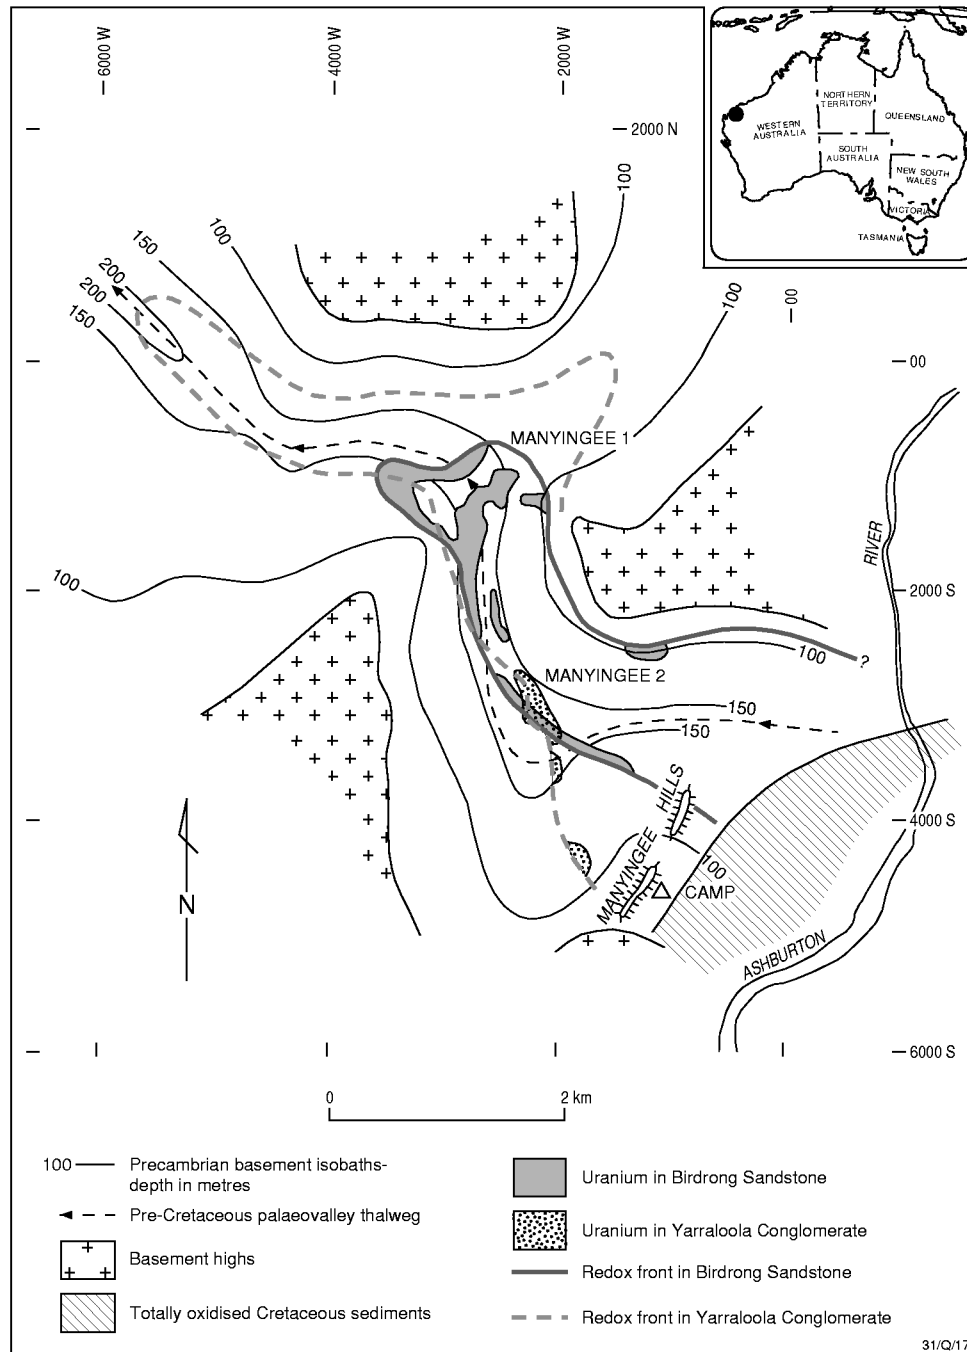 6000 W
4000 W
2000 W
2000 N
NORTHERN
TERRITORY
QUEENSLAND
WESTERN
AUSTRALIA
SOUTH
AUSTRALIA
NEW SOUTH
WALES
VICTORIA
TASMANIA
100
100
150
200
200
150
100
00
00
MANYINGEE 1
RIVER
100
2000 S
100
?
MANYINGEE 2
150
150
HILLS
MANYINGEE
4000 S
100
CAMP
N
ASHBURTON
6000 S
0
2 km
100
Precambrian basement isobaths-
depth in metres
Pre-Cretaceous palaeovalley thalweg
Basement highs
Totally oxidised Cretaceous sediments
Uranium in Birdrong Sandstone
Uranium in Yarraloola Conglomerate
Redox front in Birdrong Sandstone
Redox front in Yarraloola Conglomerate
31/Q/17